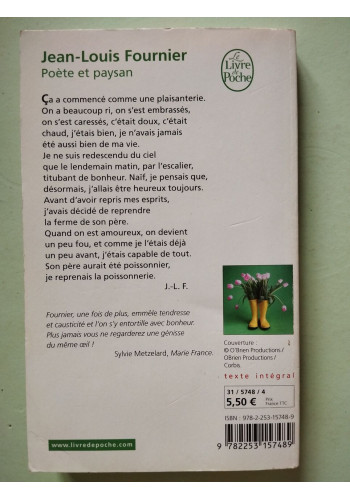 Jean-Louis Fournier
Poète et paysan
Le
Livre
de
Poche
Ça a commencé comme une plaisanterie.
On a beaucoup ri, on s'est embrassés,
on s'est caressés, c'était doux, c'était
chaud, j'étais bien, je n'avais jamais
été aussi bien de ma vie.
Je ne suis redescendu du ciel
que le lendemain matin, par l'escalier,
titubant de bonheur. Naïf, je pensais que,
désormais, j'allais être heureux toujours.
Avant d'avoir repris mes esprits,
j'avais décidé de reprendre
la ferme de son père.
Quand on est amoureux, on devient
un peu fou, et comme je l'étais déjà
un peu avant, j'étais capable de tout.
Son père aurait été poissonnier,
je reprenais la poissonnerie.
J.-L. F.
Fournier, une fois de plus, emmêle tendresse
et causticité et l'on s'y entortille avec bonheur.
Plus jamais vous ne regarderez une génisse
du même œil !
Sylvie Metzelard, Marie France.
Couverture :
© O'Brien Productions /
OBrien Productions /
Corbis.
texte intégral
31 / 5748 / 4
5,50 €
Prix
France TTC
ISBN : 978-2-253-15748-9
9 782253 157489
www.livredepoche.com